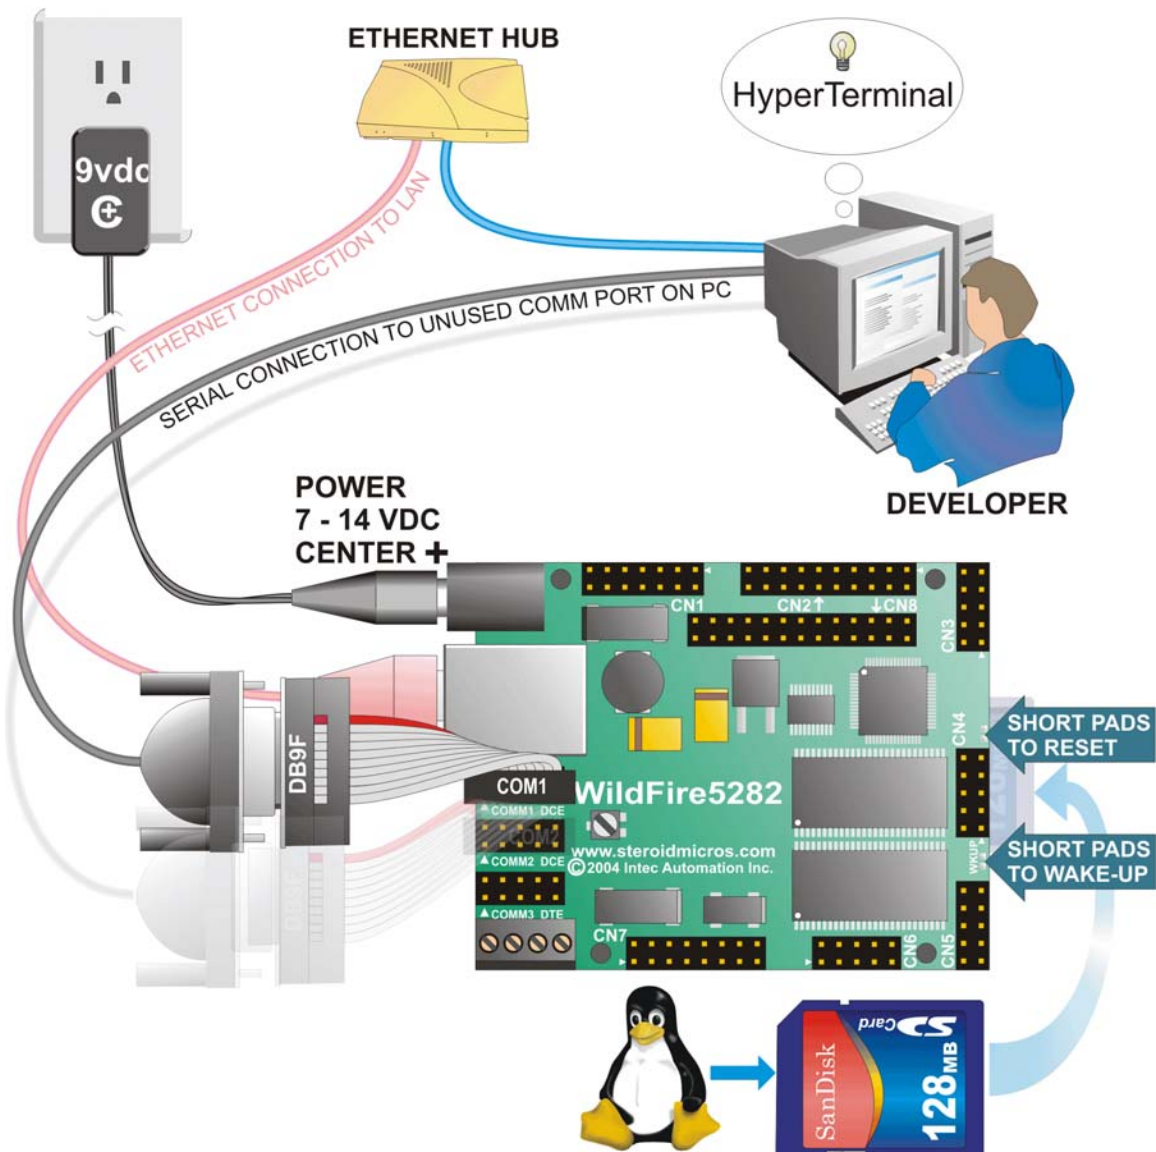 ETHERNET HUB
HyperTerminal
9vdc
ETHERNET CONNECTION TO LAN
SERIAL CONNECTION TO UNUSED COMM PORT ON PC
DEVELOPER
POWER
7 - 14 VDC
CENTER +
CN1
CN2↑
↓CN8
CN3
CN4
SHORT PADS
TO RESET
DB9F
COM1
WildFire5282
COMM1 DCE
COM2
www.steroidmicros.com
COMM2 DCE
© 2004 Intec Automation Inc.
WKUP
SHORT PADS
TO WAKE-UP
COMM3 DTE
CN7
CN6
CN5
SanDisk
SD Card
128MB